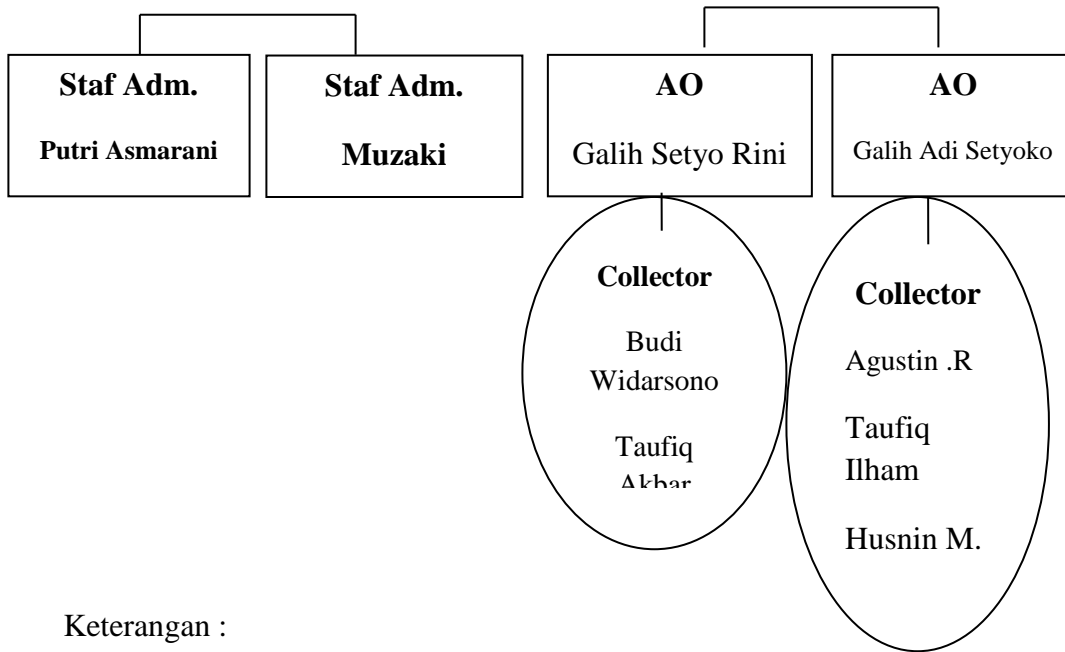 Staf Adm.
Putri Asmarani
Staf Adm.
Muzaki
AO
Galih Setyo Rini
AO
Galih Adi Setyoko
Collector
Budi
Widarsono
Taufiq
Akbar
Collector
Agustin .R
Taufiq
Ilham
Husnin M.
Keterangan :